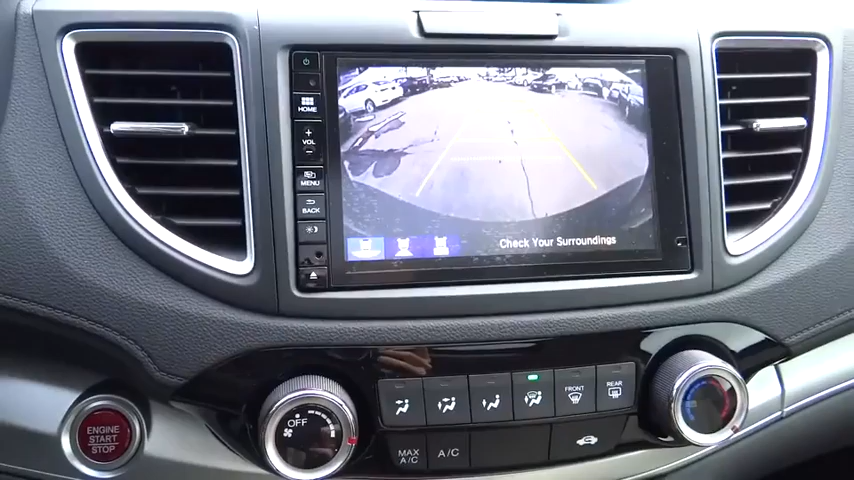 HOME
+
VOL
-
MENU
BACK
Check Your Surroundings
FRONT
REAR
OFF
MAX
A/C
A/C
ENGINE
START
STOP